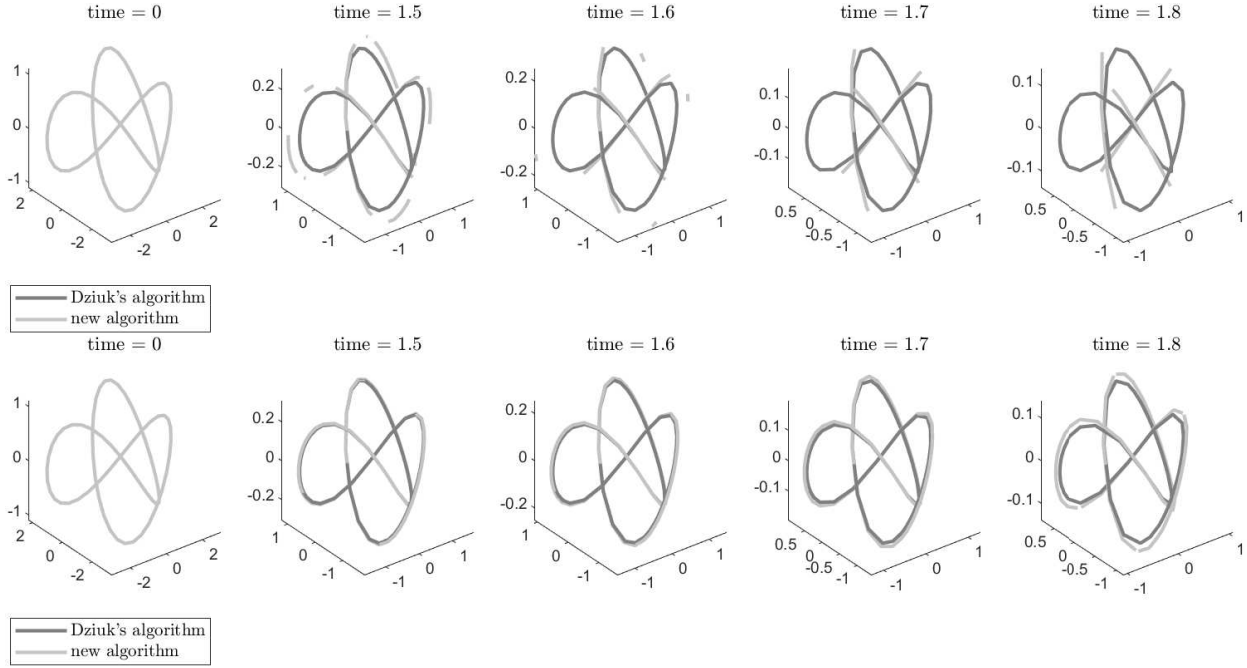 time = 0 time = 1.5 time = 1.6 time = 1.7 time = 1.8
1 0.2 0.2 0.1 0.1
0 0 0 0 0
-1 -0.2 -0.2 -0.1 -0.1
2 0 -2 -2 0 2 1 0 -1 -1 0 1 1 0 -1 -1 0 1 0.5 0 -0.5 -1 -1 0 1 0.5 0 -0.5 -1 -1 0 1
Dziuk's algorithm
new algorithm
time = 0 time = 1.5 time = 1.6 time = 1.7 time = 1.8
1 0.2 0.2 0.1 0.1
0 0 0 0 0
-1 -0.2 -0.2 -0.1 -0.1
2 0 -2 -2 0 2 1 0 -1 -1 0 1 1 0 -1 -1 0 1 0.5 0 -0.5 -1 -1 0 1 0.5 -0.5 -1 -1 0 1
Dziuk's algorithm
new algorithm